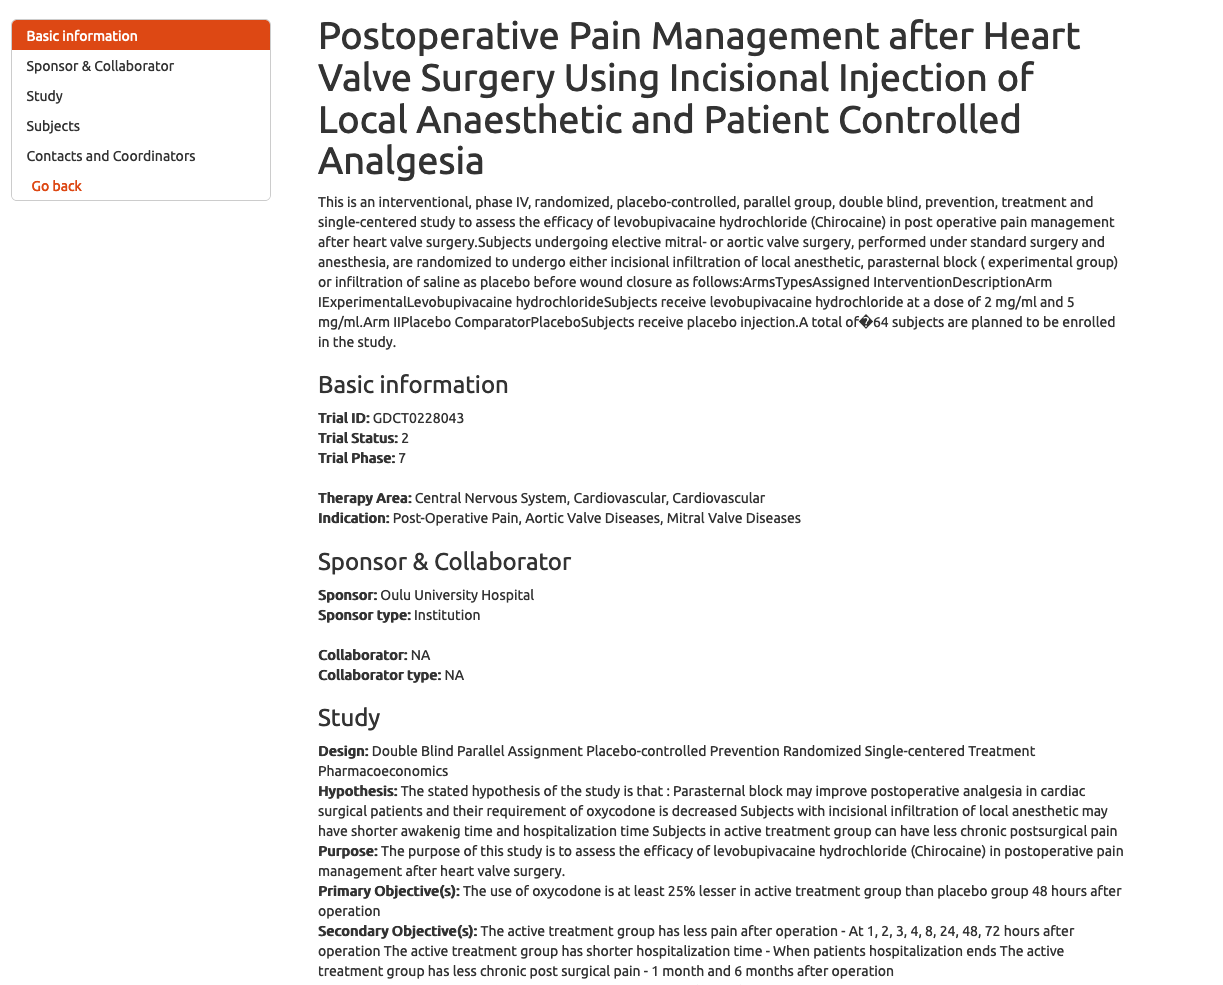 Basic information
Sponsor & Collaborator
Study
Subjects
Contacts and Coordinators
Go back
Postoperative Pain Management after Heart
Valve Surgery Using Incisional Injection of
Local Anaesthetic and Patient Controlled
Analgesia
This is an interventional, phase IV, randomized, placebo-controlled, parallel group, double blind, prevention, treatment and
single-centered study to assess the efficacy of levobupivacaine hydrochloride (Chirocaine) in post operative pain management
after heart valve surgery.Subjects undergoing elective mitral- or aortic valve surgery, performed under standard surgery and
anesthesia, are randomized to undergo either incisional infiltration of local anesthetic, parasternal block ( experimental group)
or infiltration of saline as placebo before wound closure as follows:ArmsTypesAssigned InterventionDescriptionArm
IExperimentalLevobupivacaine hydrochlorideSubjects receive levobupivacaine hydrochloride at a dose of 2 mg/ml and 5
mg/ml.Arm IIPlacebo ComparatorPlaceboSubjects receive placebo injection.A total of�64 subjects are planned to be enrolled
in the study.
Basic information
Trial ID: GDCT0228043
Trial Status: 2
Trial Phase: 7
Therapy Area: Central Nervous System, Cardiovascular, Cardiovascular
Indication: Post-Operative Pain, Aortic Valve Diseases, Mitral Valve Diseases
Sponsor & Collaborator
Sponsor: Oulu University Hospital
Sponsor type: Institution
Collaborator: NA
Collaborator type: NA
Study
Design: Double Blind Parallel Assignment Placebo-controlled Prevention Randomized Single-centered Treatment
Pharmacoeconomics
Hypothesis: The stated hypothesis of the study is that : Parasternal block may improve postoperative analgesia in cardiac
surgical patients and their requirement of oxycodone is decreased Subjects with incisional infiltration of local anesthetic may
have shorter awakenig time and hospitalization time Subjects in active treatment group can have less chronic postsurgical pain
Purpose: The purpose of this study is to assess the efficacy of levobupivacaine hydrochloride (Chirocaine) in postoperative pain
management after heart valve surgery.
Primary Objective(s): The use of oxycodone is at least 25% lesser in active treatment group than placebo group 48 hours after
operation
Secondary Objective(s): The active treatment group has less pain after operation - At 1, 2, 3, 4, 8, 24, 48, 72 hours after
operation The active treatment group has shorter hospitalization time - When patients hospitalization ends The active
treatment group has less chronic post surgical pain - 1 month and 6 months after operation